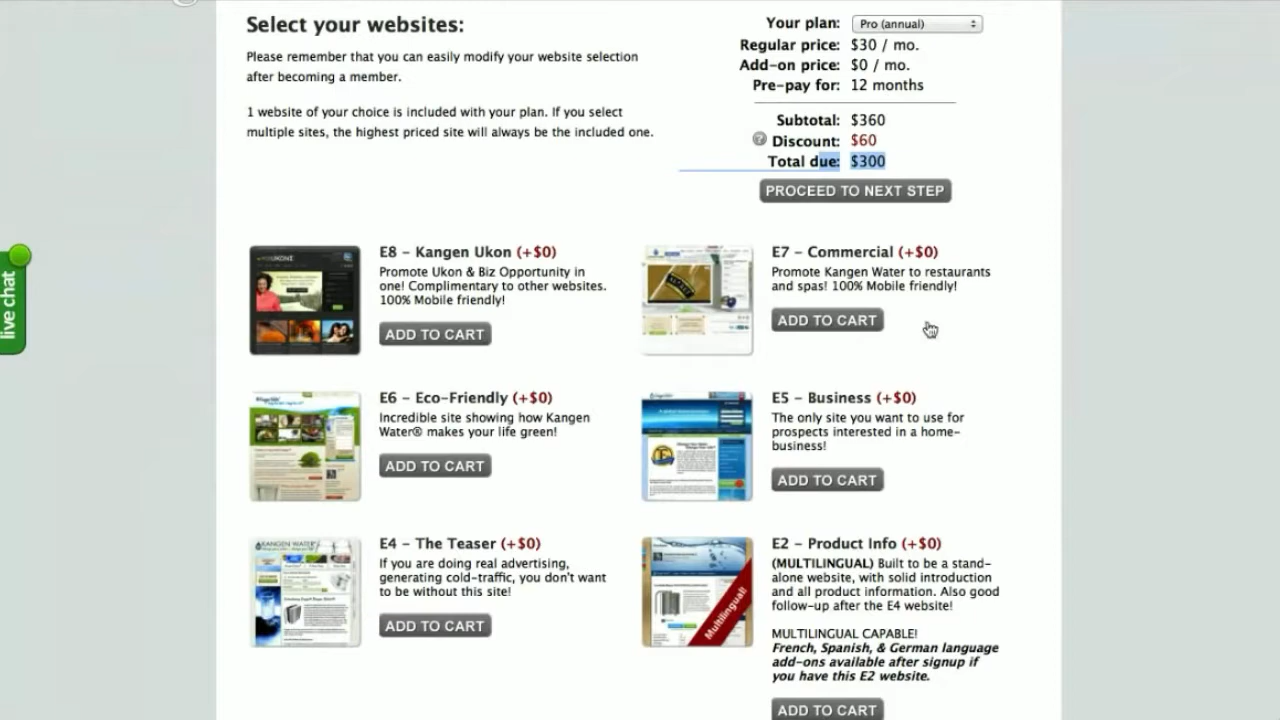 Select your websites:
Please remember that you can easily modify your website selection
after becoming a member.
1 website of your choice is included with your plan. If you select
multiple sites, the highest priced site will always be the included one.
Your plan: Pro (annual)
Regular price: $30 / mo.
Add-on price: $0 / mo.
Pre-pay for: 12 months
Subtotal: $360
? Discount: $60
Total due: $300
PROCEED TO NEXT STEP
live chat
E8 - Kangen Ukon (+$0)
Promote Ukon & Biz Opportunity in
one! Complimentary to other websites.
100% Mobile friendly!
ADD TO CART
E7 - Commercial (+$0)
Promote Kangen Water to restaurants
and spas! 100% Mobile friendly!
ADD TO CART
E6 - Eco-Friendly (+$0)
Incredible site showing how Kangen
Water® makes your life green!
ADD TO CART
E5 - Business (+$0)
The only site you want to use for
prospects interested in a home-
business!
ADD TO CART
KANGEN WATER
E4 - The Teaser (+$0)
If you are doing real advertising,
generating cold-traffic, you don't want
to be without this site!
ADD TO CART
Multilingual!
E2 - Product Info (+$0)
(MULTILINGUAL) Built to be a stand-
alone website, with solid introduction
and all product information. Also good
follow-up after the E4 website!
MULTILINGUAL CAPABLE!
French, Spanish, & German language
add-ons available after signup if
you have this E2 website.
ADD TO CART